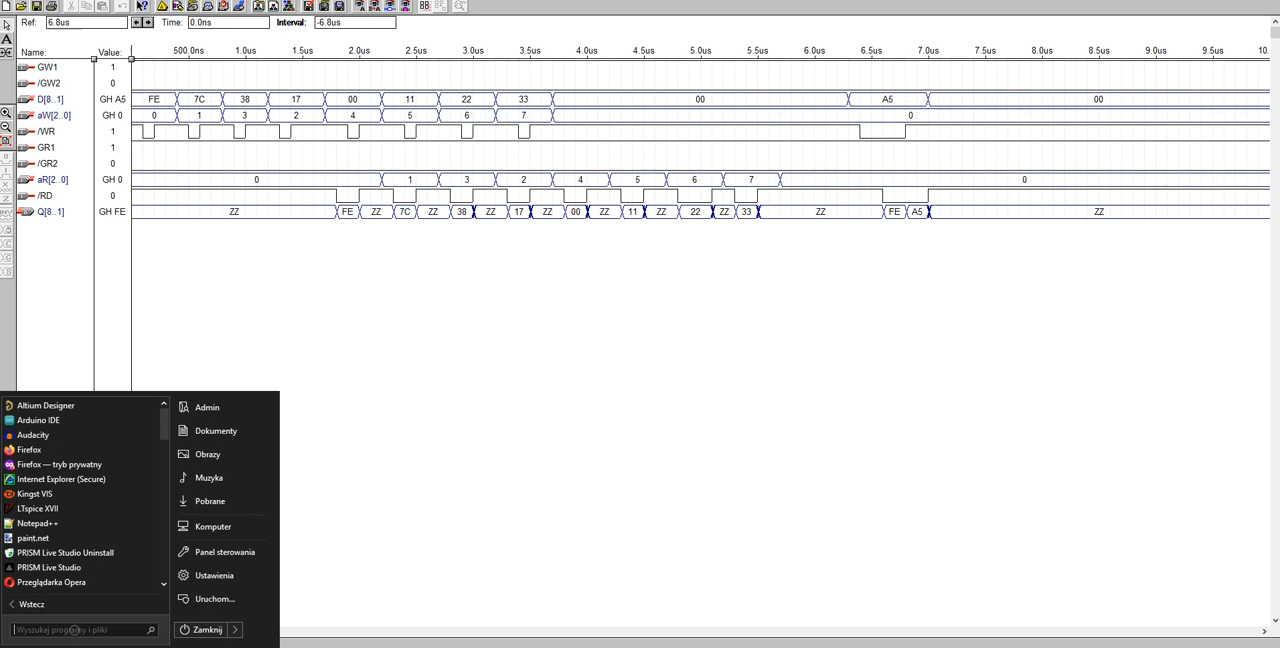 Ref: 6.8us Time: 0.0ns Interval: -6.8us
Name: Value: 500.0ns 1.0us 1.5us 2.0us 2.5us 3.0us 3.5us 4.0us 4.5us 5.0us 5.5us 6.0us 6.5us 7.0us 7.5us 8.0us 8.5us 9.0us 9.5us 10.
GW1 1
/GW2 0
D[8..1] GH A5 FE 7C 38 17 00 11 22 33 00 A5 00
aW[2..0] GH 0 0 1 3 2 4 5 6 7 0
/WR 1
GR1 1
/GR2 0
aR[2..0] GH 0 0 1 3 2 4 5 6 7 0
/RD 0
Q[8..1] GH FE ZZ FE ZZ 7C ZZ 38 ZZ 17 ZZ 00 ZZ 11 ZZ 22 ZZ 33 ZZ FE A5 ZZ
Altium Designer
Arduino IDE
Audacity
Firefox
Firefox — tryb prywatny
Internet Explorer (Secure)
Kingst VIS
LTspice XVII
Notepad++
paint.net
PRISM Live Studio Uninstall
PRISM Live Studio
Przeglądarka Opera
Wstecz
Wyszukaj programy i pliki
Admin
Dokumenty
Obrazy
Muzyka
Pobrane
Komputer
Panel sterowania
Ustawienia
Uruchom...
Zamknij